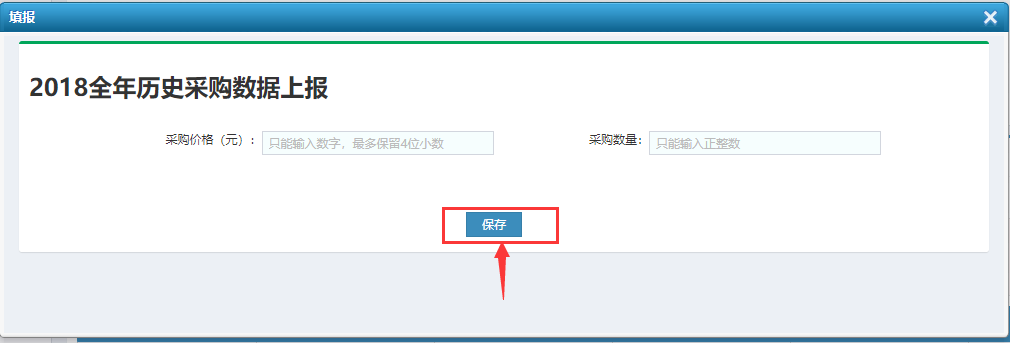 填报
2018全年历史采购数据上报
采购价格（元）： 只能输入数字，最多保留4位小数 采购数量： 只能输入正整数
保存